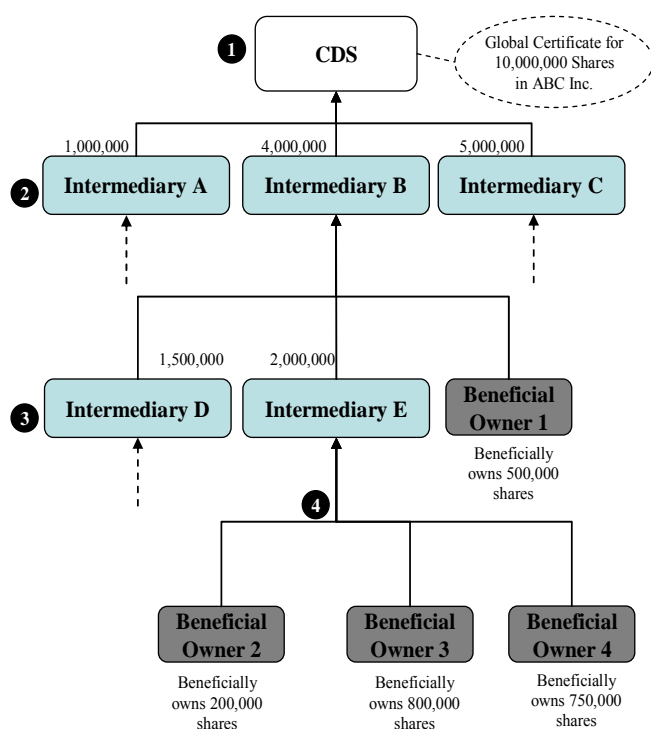 1
CDS
Global Certificate for
10,000,000 Shares
in ABC Inc.
1,000,000
4,000,000
5,000,000
2
Intermediary A
Intermediary B
Intermediary C
1,500,000
2,000,000
3
Intermediary D
Intermediary E
Beneficial
Owner 1
Beneficially
owns 500,000
shares
4
Beneficial
Owner 2
Beneficial
Owner 3
Beneficial
Owner 4
Beneficially
owns 200,000
shares
Beneficially
owns 800,000
shares
Beneficially
owns 750,000
shares